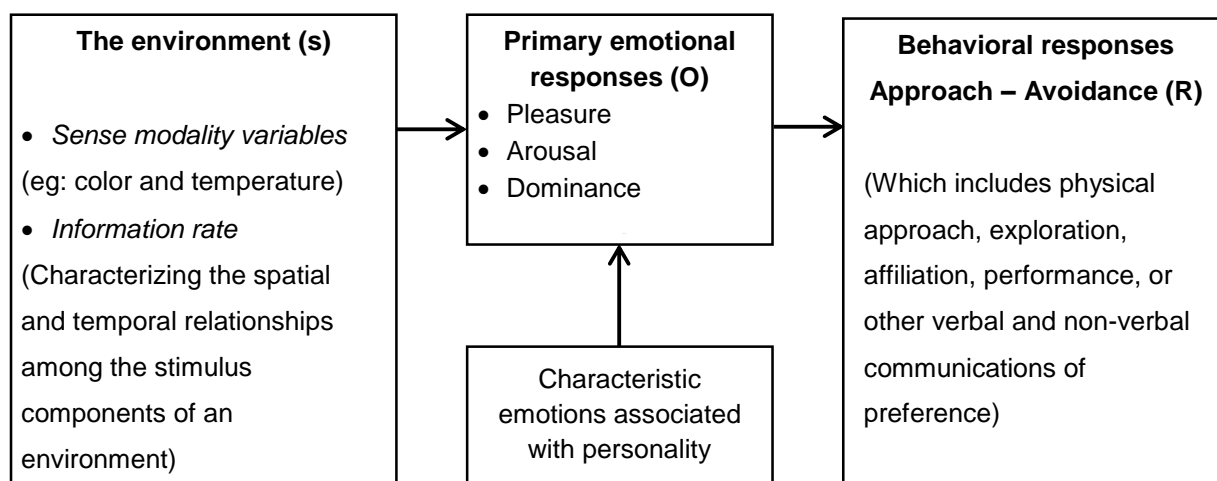 The environment (s)
• Sense modality variables
(eg: color and temperature)
• Information rate
(Characterizing the spatial
and temporal relationships
among the stimulus
components of an
environment)
Primary emotional
responses (O)
• Pleasure
• Arousal
• Dominance
Characteristic
emotions associated
with personality
Behavioral responses
Approach – Avoidance (R)
(Which includes physical
approach, exploration,
affiliation, performance, or
other verbal and non-verbal
communications of
preference)